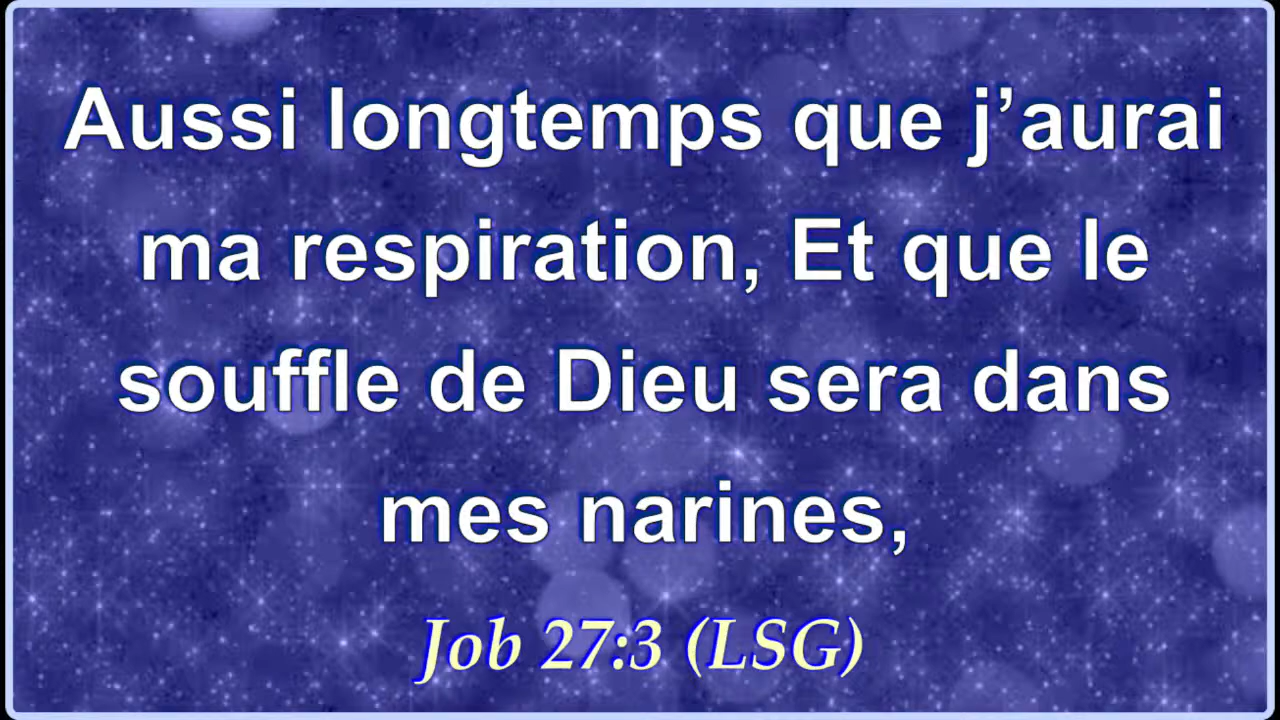 Aussi longtemps que j’aurai
ma respiration, Et que le
souffle de Dieu sera dans
mes narines,
Job 27:3 (LSG)